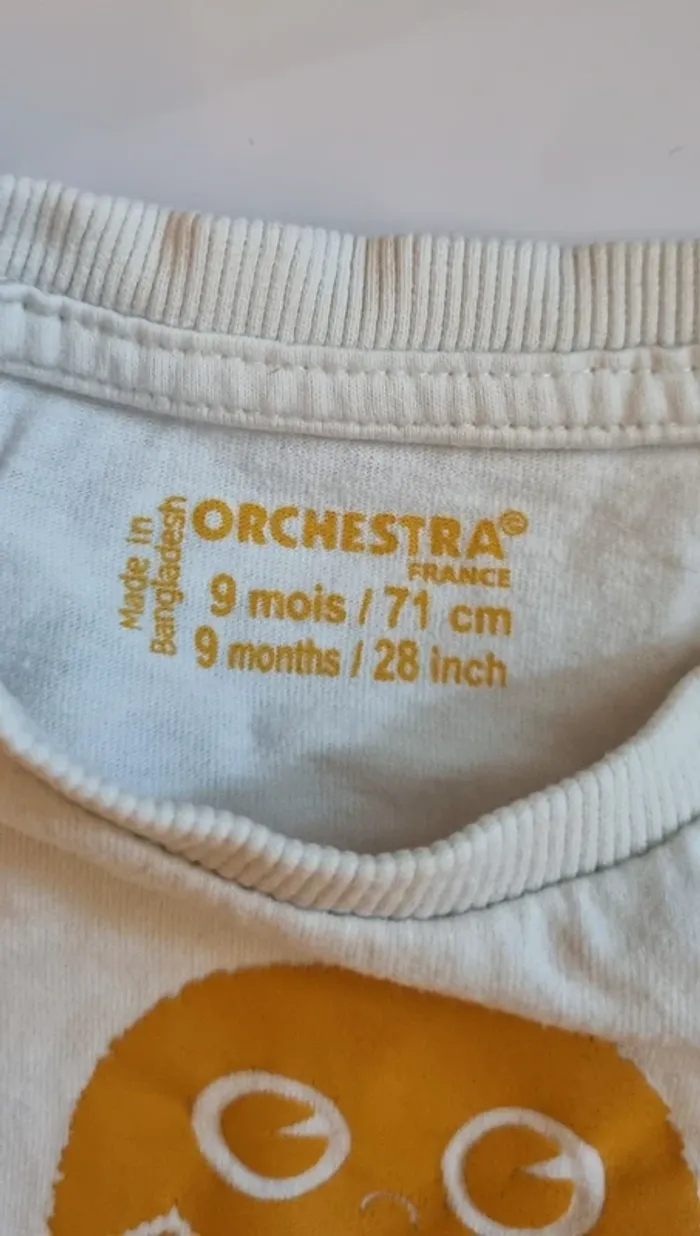 Made in
Bangladesh
ORCHESTRA®
FRANCE
9 mois / 71 cm
9 months / 28 inch